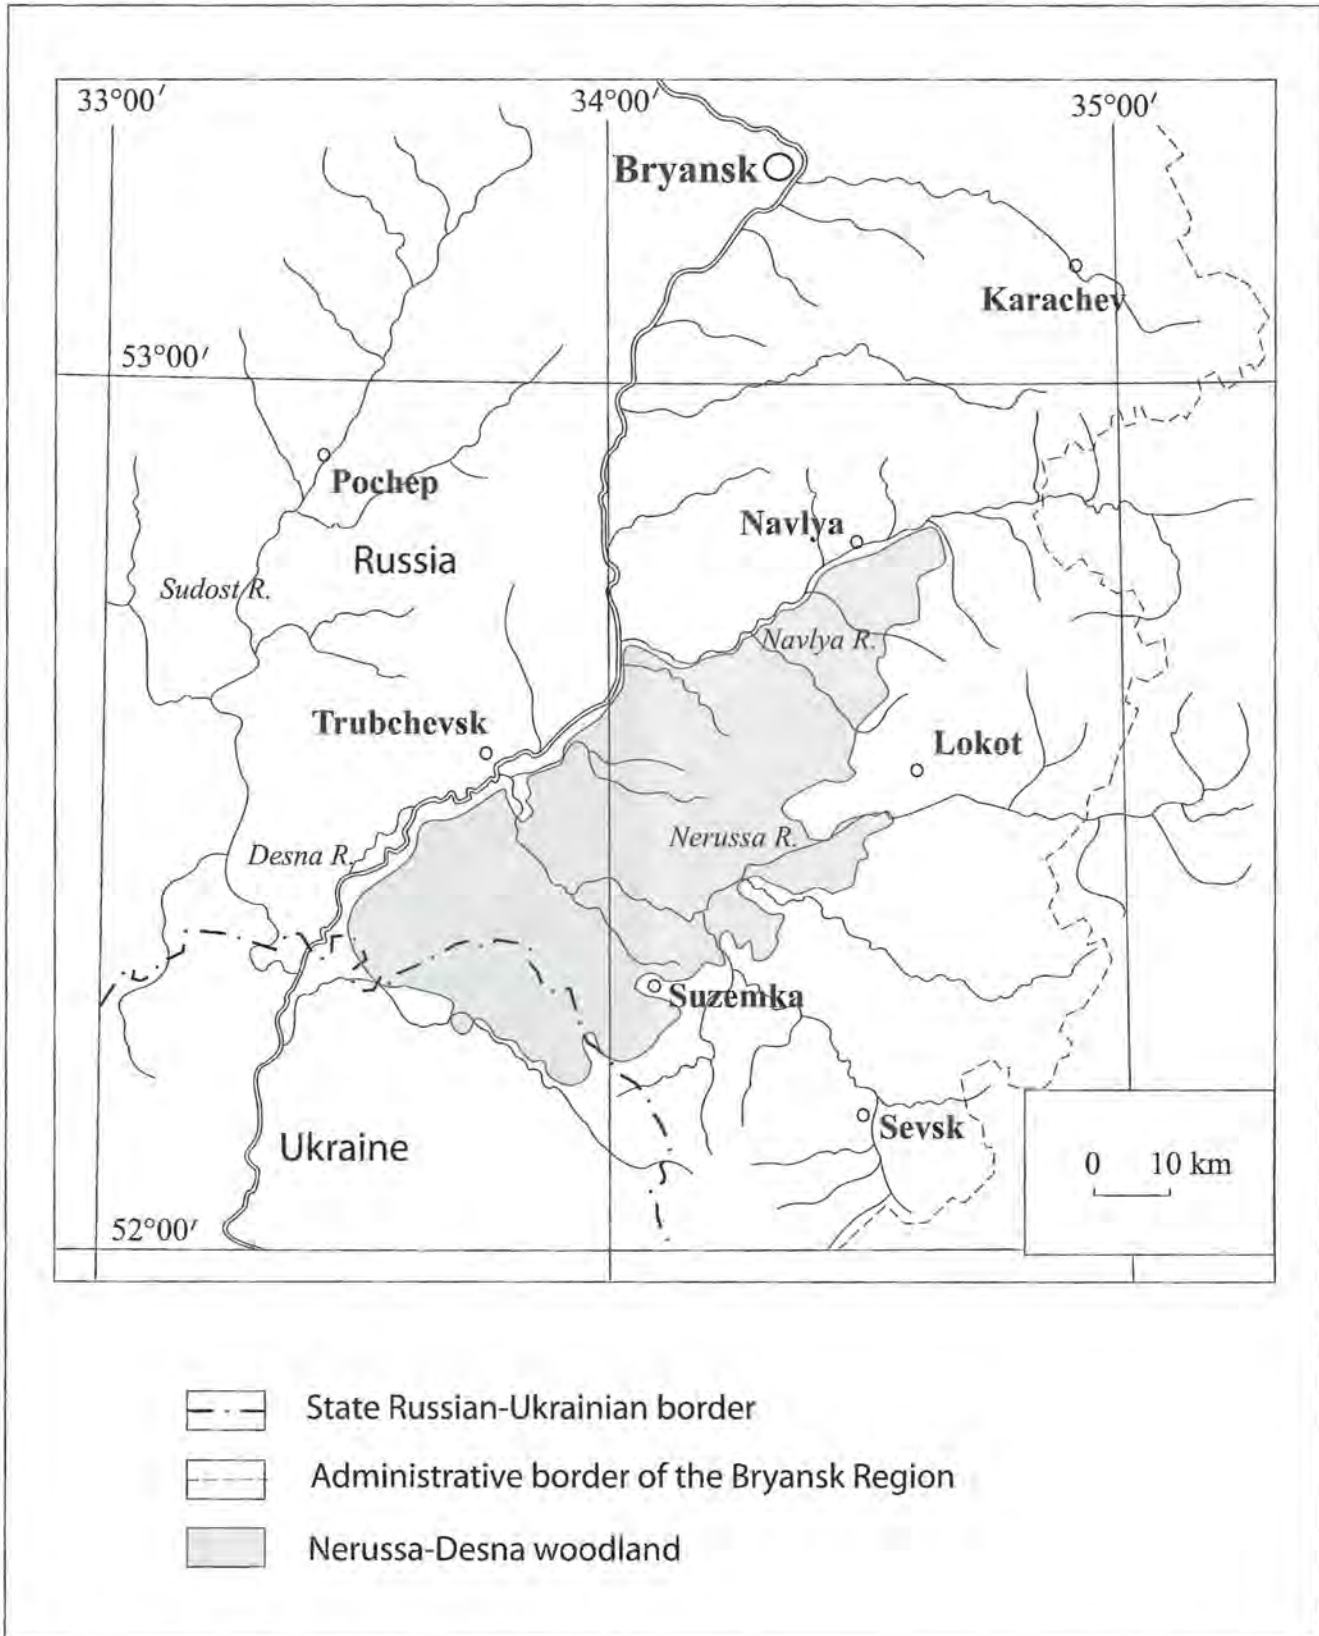 33°00′ 34°00′ 35°00′
Bryansk
Karachev
53°00′
Pochep
Navlya
Russia
Sudost R.
Navlya R.
Trubchevsk
Lokot
Nerussa R.
Desna R.
Suzemka
Sevsk
Ukraine
0 10 km
52°00′
State Russian-Ukrainian border
Administrative border of the Bryansk Region
Nerussa-Desna woodland